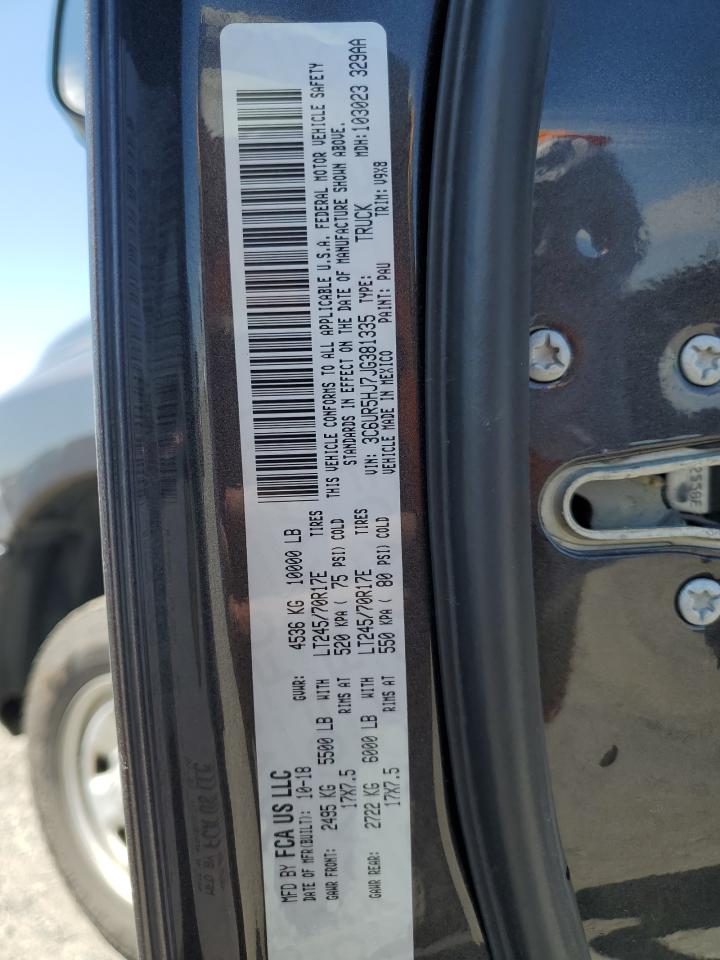 MFD BY FCA US LLC
DATE OF MFR(BUILT): 10-18 GVWR: 4536 KG 10000 LB
GAWR FRONT: 2495 KG 5500 LB WITH LT245/70R17E TIRES
17X7.5 RIMS AT 520 KPA ( 75 PSI) COLD
GAWR REAR: 2722 KG 6000 LB WITH LT245/70R17E TIRES
17X7.5 RIMS AT 550 KPA ( 80 PSI) COLD
THIS VEHICLE CONFORMS TO ALL APPLICABLE U.S.A. FEDERAL MOTOR VEHICLE SAFETY
STANDARDS IN EFFECT ON THE DATE OF MANUFACTURE SHOWN ABOVE.
VIN: 3C6UR5HJ7JG381335 TYPE: TRUCK MDH:103023 329AA
VEHICLE MADE IN MEXICO PAINT: PAU TRIM: V9X8